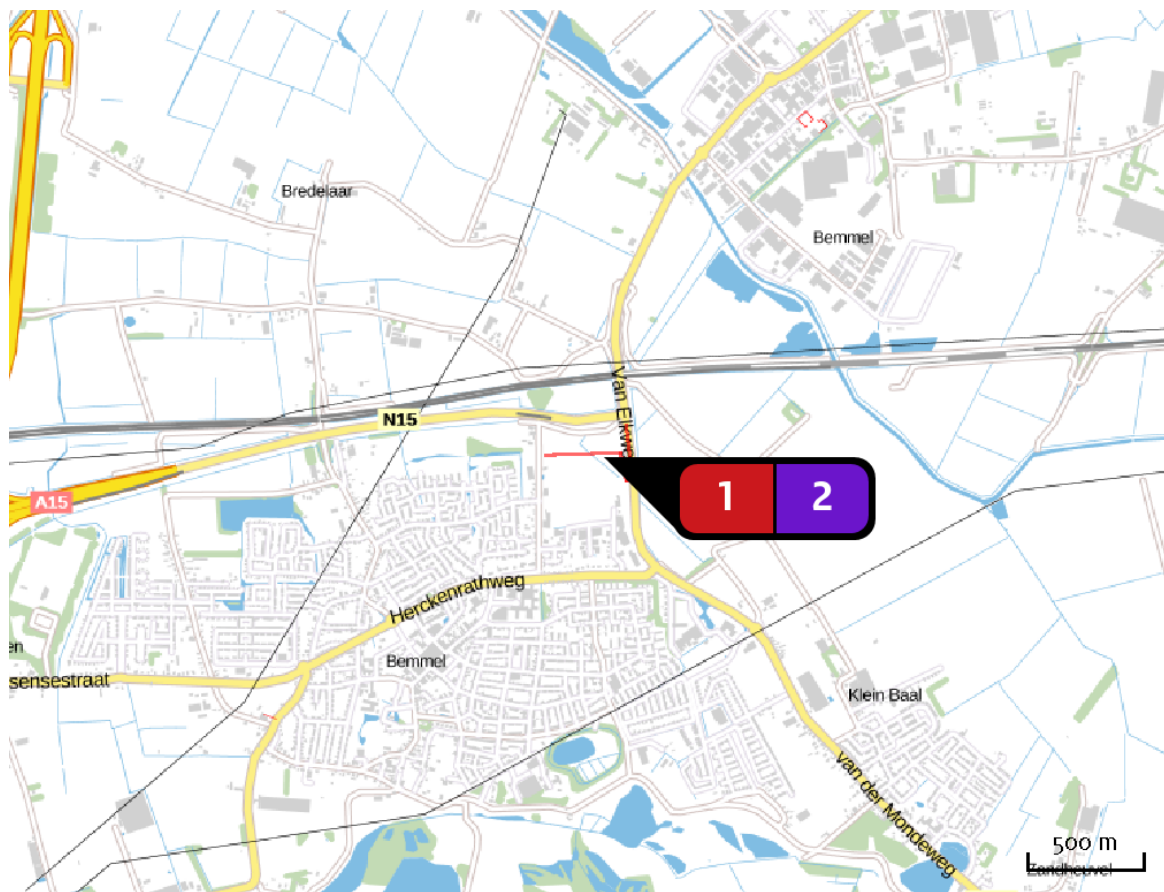 Bredelaar
Bemmel
Van Elkwe
N15
A15
1 2
Herckenrathweg
en
Bemmel
sensestraat
Klein Baal
van der Mondeweg
500 m
Zandheuvel